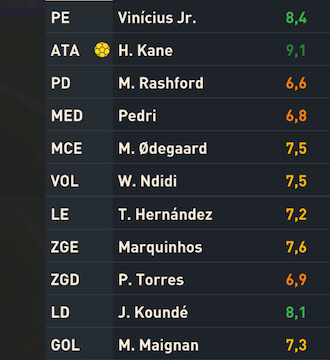 PE Vinícius Jr. 8,4
ATA H. Kane 9,1
PD M. Rashford 6,6
MED Pedri 6,8
MCE M. Ødegaard 7,5
VOL W. Ndidi 7,5
LE T. Hernández 7,2
ZGE Marquinhos 7,6
ZGD P. Torres 6,9
LD J. Koundé 8,1
GOL M. Maignan 7,3